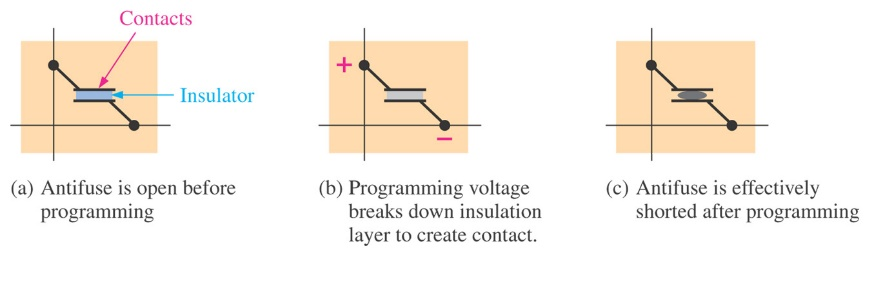 Contacts
Insulator
+
−
(a) Antifuse is open before
programming
(b) Programming voltage
breaks down insulation
layer to create contact.
(c) Antifuse is effectively
shorted after programming